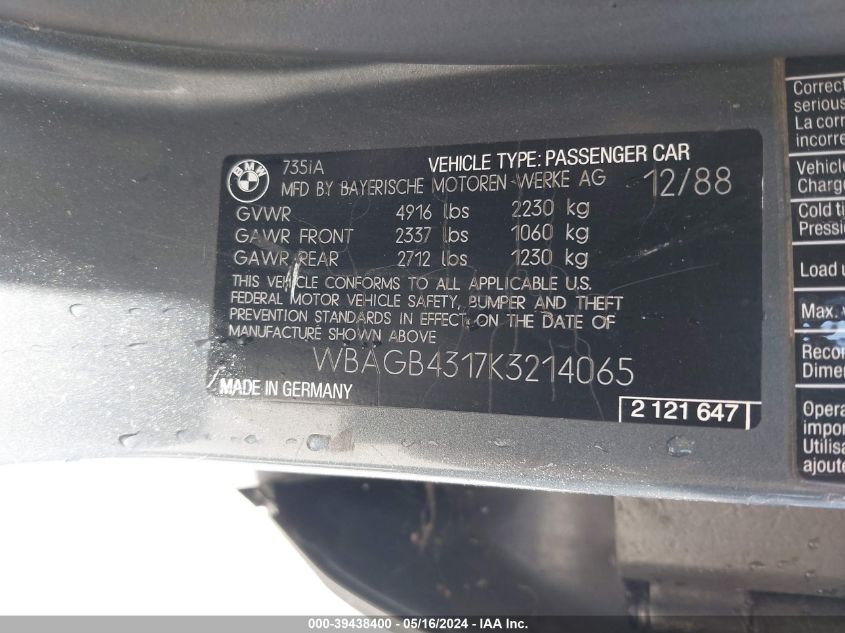 BMW
735iA
VEHICLE TYPE: PASSENGER CAR
MFD BY BAYERISCHE MOTOREN WERKE AG 12/88
GVWR 4916 lbs 2230 kg
GAWR FRONT 2337 lbs 1060 kg
GAWR REAR 2712 lbs 1230 kg
THIS VEHICLE CONFORMS TO ALL APPLICABLE U.S.
FEDERAL MOTOR VEHICLE SAFETY, BUMPER AND THEFT
PREVENTION STANDARDS IN EFFECT ON THE DATE OF
MANUFACTURE SHOWN ABOVE
WBAGB4317K3214065
MADE IN GERMANY
2 121 647
Correct
serious
La corr
incorre
Vehicle
Charge
Cold ti
Pressi
Load u
Max. v
Recor
Dimer
Opera
impor
Utilisa
ajoute
000-39438400 - 05/16/2024 - IAA, Inc.